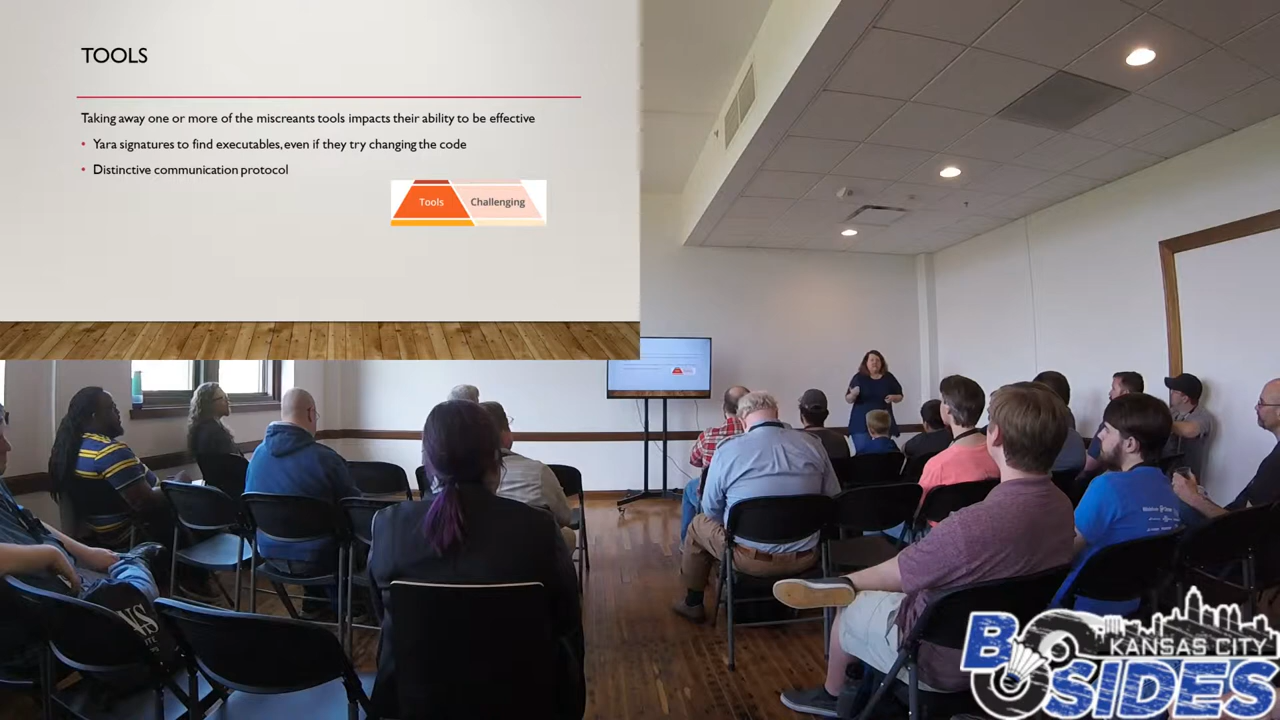 TOOLS
Taking away one or more of the miscreants tools impacts their ability to be effective
• Yara signatures to find executables, even if they try changing the code
• Distinctive communication protocol
Tools Challenging
KANSAS CITY
BSIDES